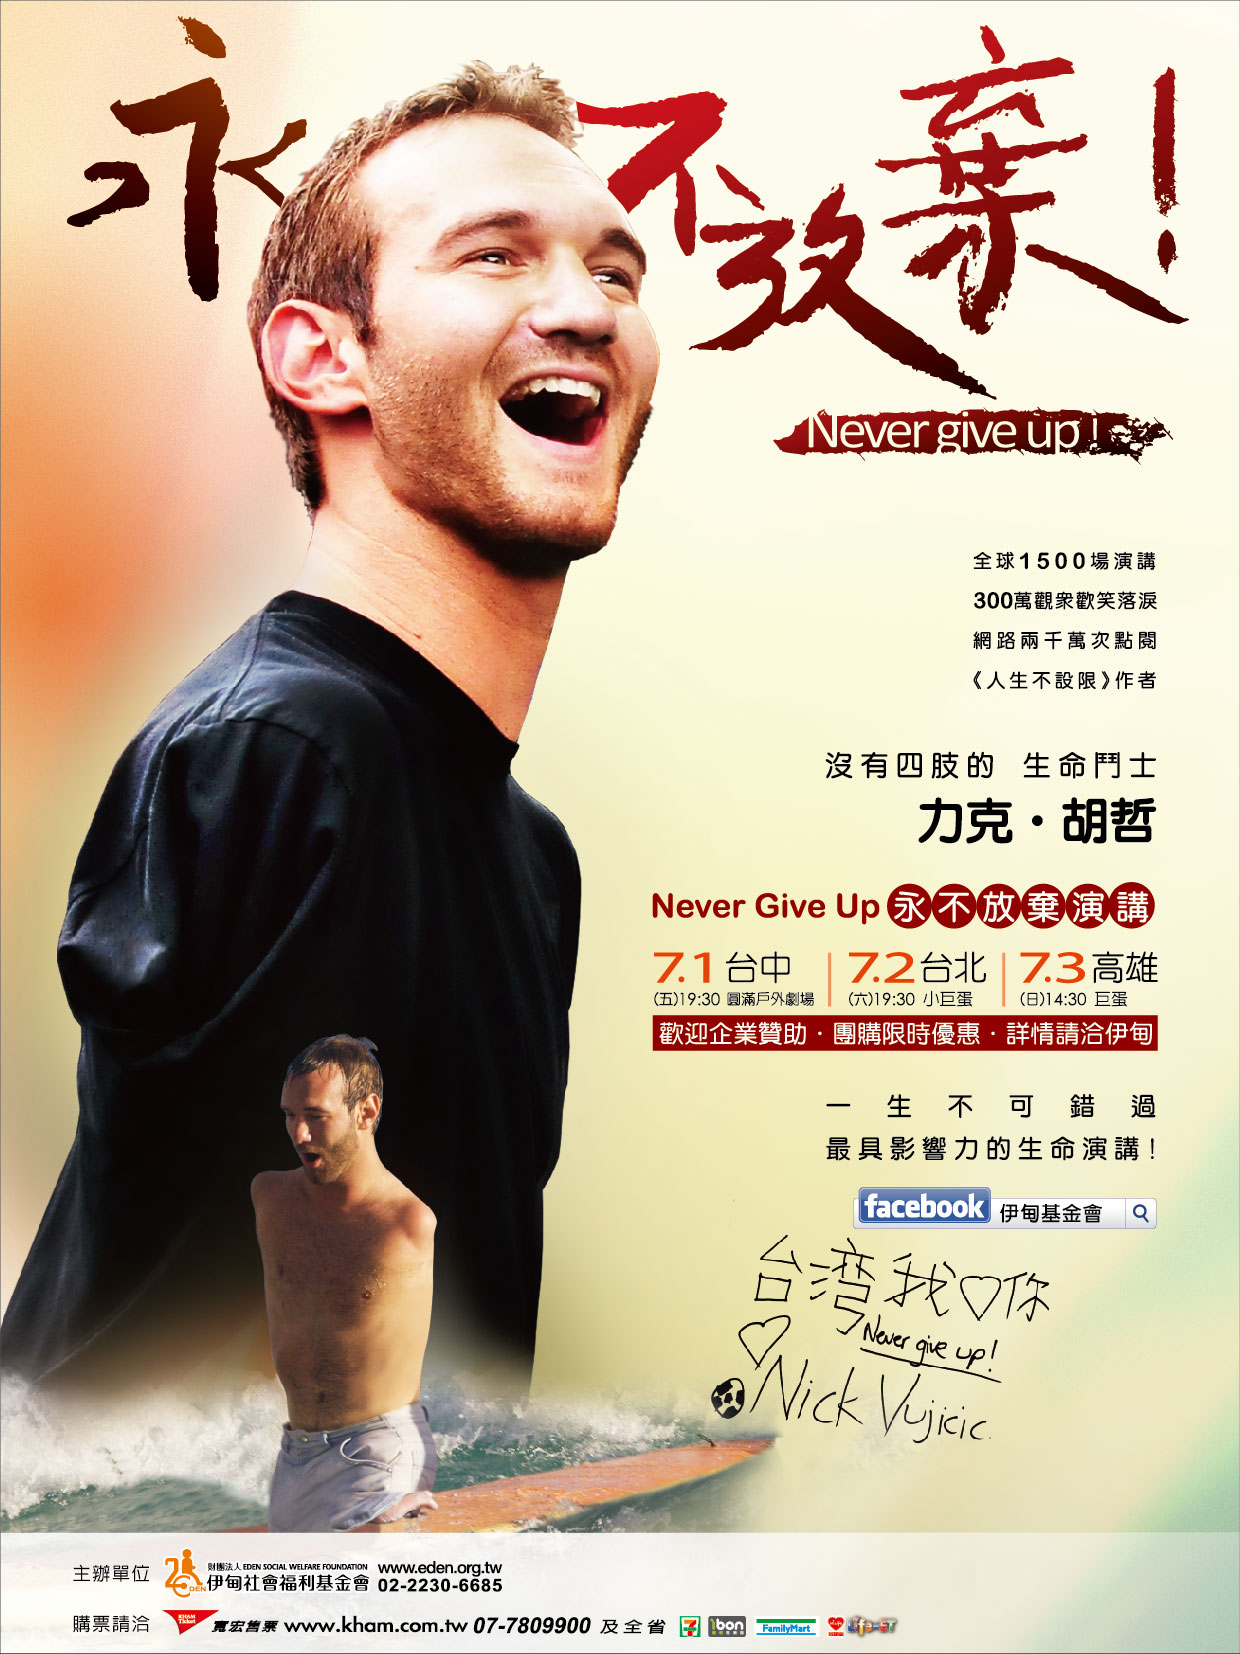 永不放棄！
Never give up !
全球1500場演講
300萬觀眾歡笑落淚
網路兩千萬次點閱
《人生不設限》作者
沒有四肢的 生命鬥士
力克・胡哲
Never Give Up 永不放棄演講
7.1 台中
(五)19:30 圓滿戶外劇場
7.2 台北
(六)19:30 小巨蛋
7.3 高雄
(日)14:30 巨蛋
歡迎企業贊助・團購限時優惠・詳情請洽伊甸
一生不可錯過
最具影響力的生命演講！
facebook 伊甸基金會
台湾我♡你
Never give up!
Nick Vujicic
主辦單位 EDEN 財團法人 EDEN SOCIAL WELFARE FOUNDATION www.eden.org.tw
伊甸社會福利基金會 02-2230-6685
購票請洽 KHAM Ticket 寬宏售票 www.kham.com.tw 07-7809900 及全省 7 ELEVEN ibon FamilyMart Life-ET